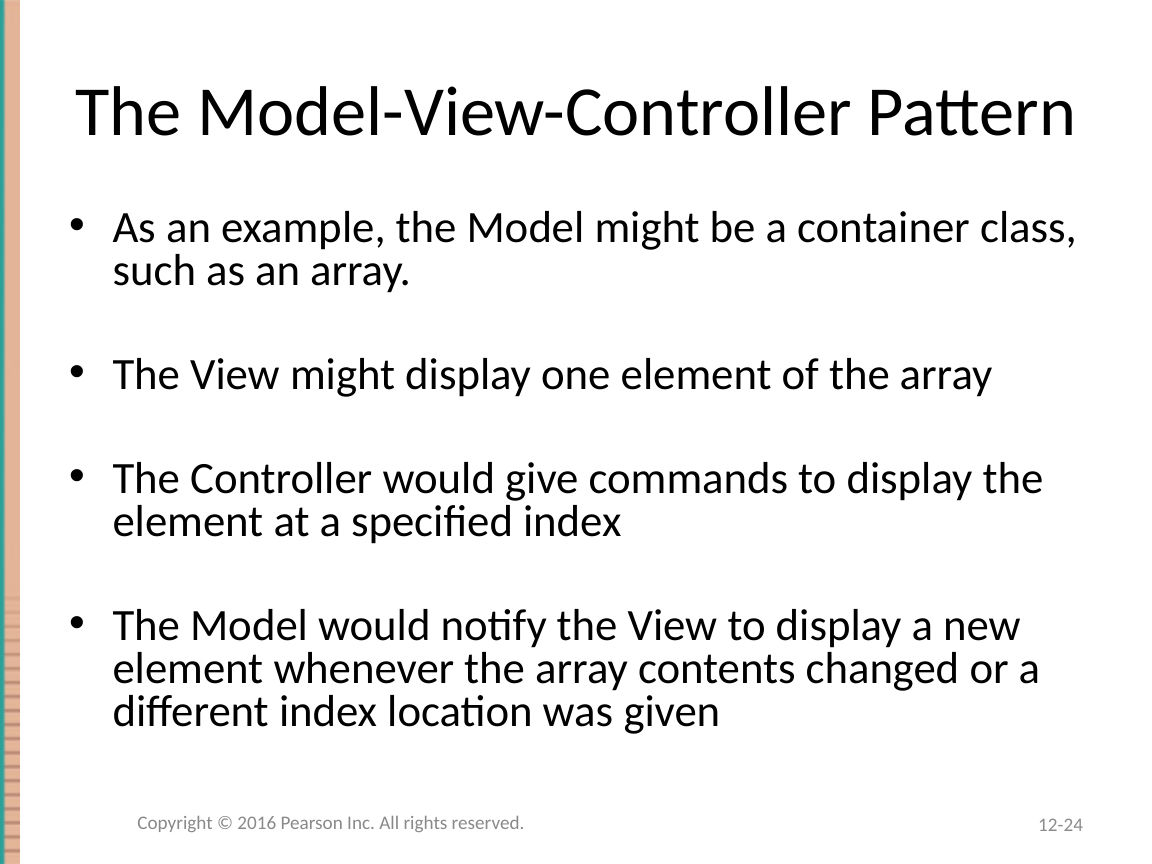 The Model-View-Controller Pattern
• As an example, the Model might be a container class,
such as an array.
• The View might display one element of the array
• The Controller would give commands to display the
element at a specified index
• The Model would notify the View to display a new
element whenever the array contents changed or a
different index location was given
Copyright © 2016 Pearson Inc. All rights reserved.
12-24